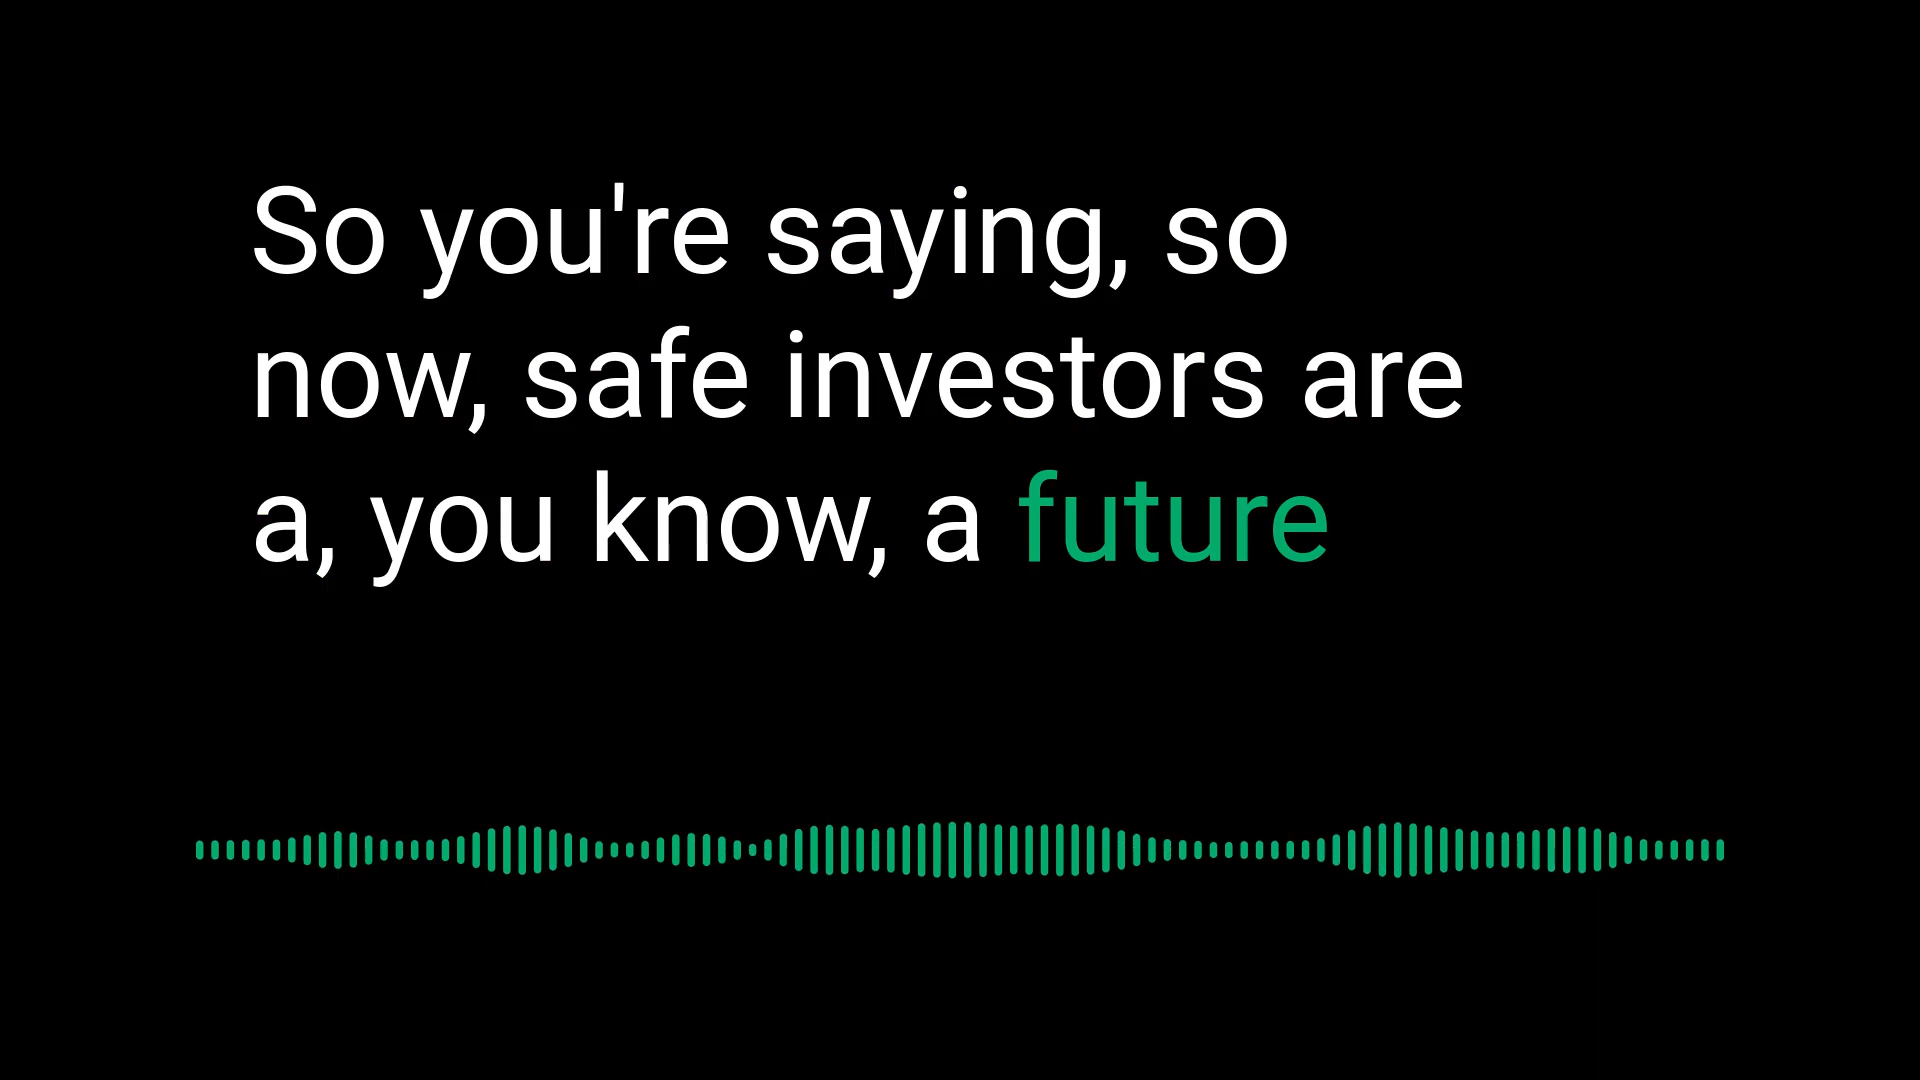 So you're saying, so
now, safe investors are
a, you know, a future